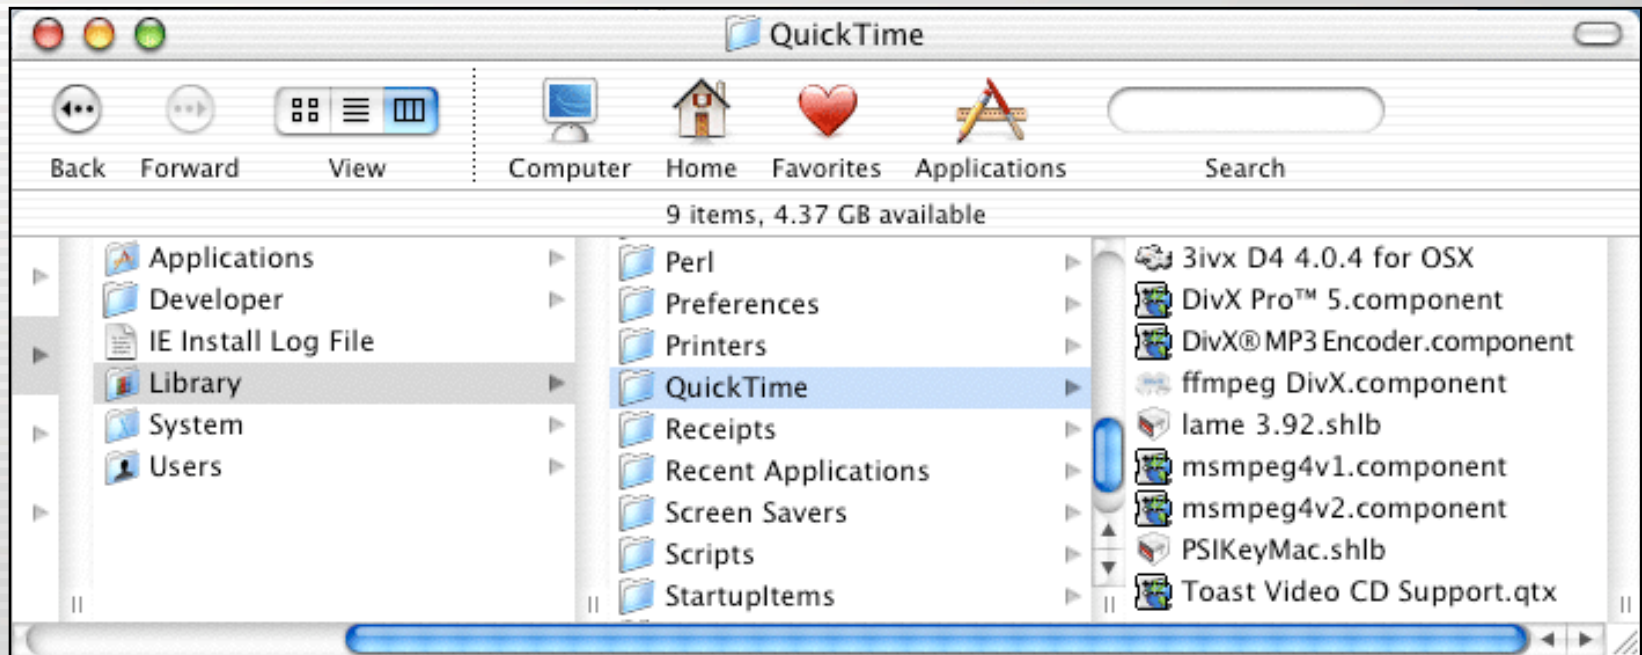 QuickTime
Back Forward View Computer Home Favorites Applications Search
9 items, 4.37 GB available
Applications
Developer
IE Install Log File
Library
System
Users
Perl
Preferences
Printers
QuickTime
Receipts
Recent Applications
Screen Savers
Scripts
StartupItems
3ivx D4 4.0.4 for OSX
DivX Pro™ 5.component
DivX® MP3 Encoder.component
ffmpeg DivX.component
lame 3.92.shlb
msmpeg4v1.component
msmpeg4v2.component
PSIKeyMac.shlb
Toast Video CD Support.qtx